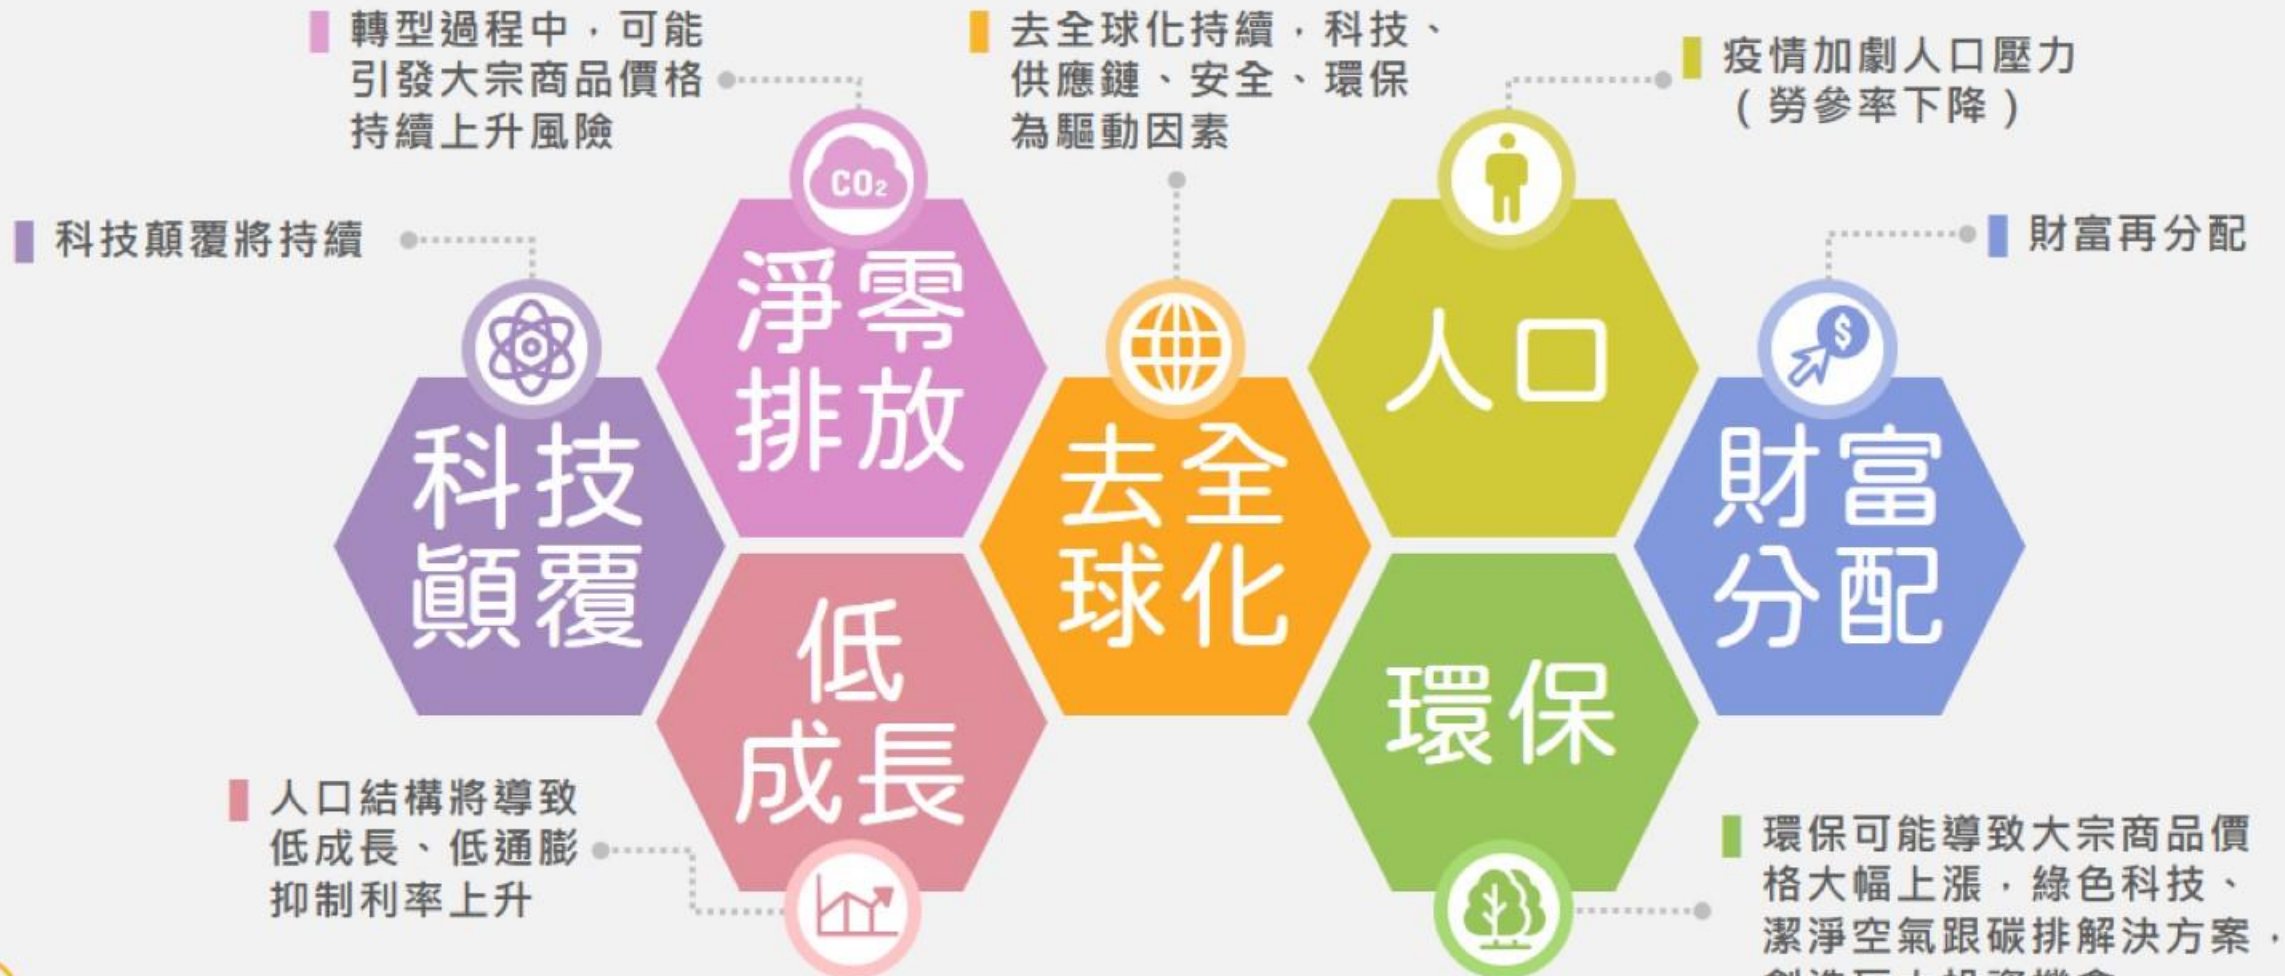 轉型過程中，可能
引發大宗商品價格
持續上升風險
去全球化持續，科技、
供應鏈、安全、環保
為驅動因素
疫情加劇人口壓力
（勞參率下降）
科技顛覆將持續
財富再分配
CO₂
淨零
排放
人口
$
科技
顛覆
去全
球化
財富
分配
低
成長
環保
人口結構將導致
低成長、低通膨
抑制利率上升
環保可能導致大宗商品價
格大幅上漲，綠色科技、
潔淨空氣跟碳排解決方案，